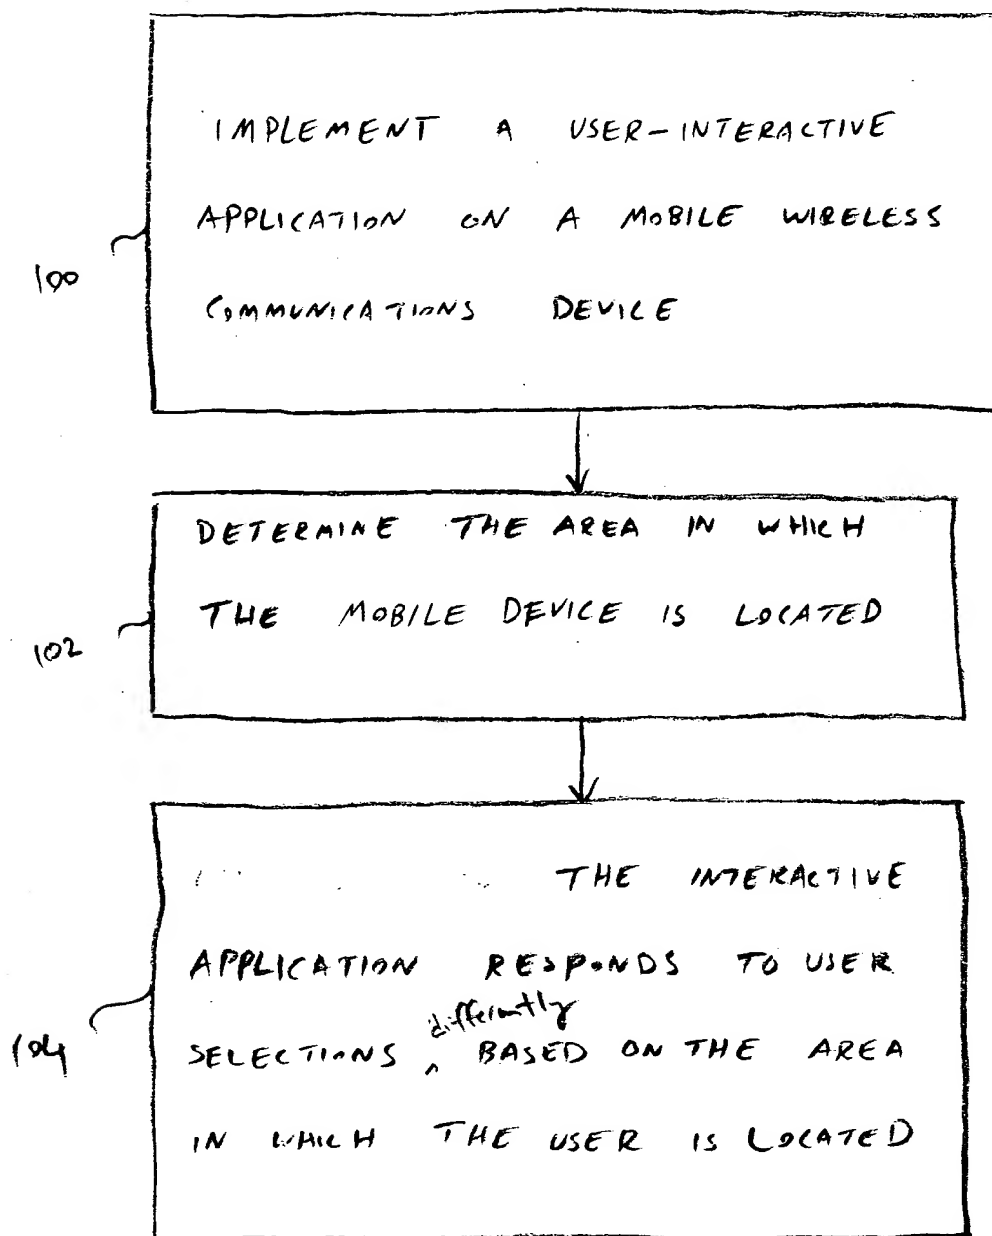 IMPLEMENT A USER-INTERACTIVE
APPLICATION ON A MOBILE WIRELESS
COMMUNICATIONS DEVICE
100
DETERMINE THE AREA IN WHICH
THE MOBILE DEVICE IS LOCATED
102
THE INTERACTIVE
APPLICATION RESPONDS TO USER
differently
SELECTIONS ^ BASED ON THE AREA
IN WHICH THE USER IS LOCATED
104